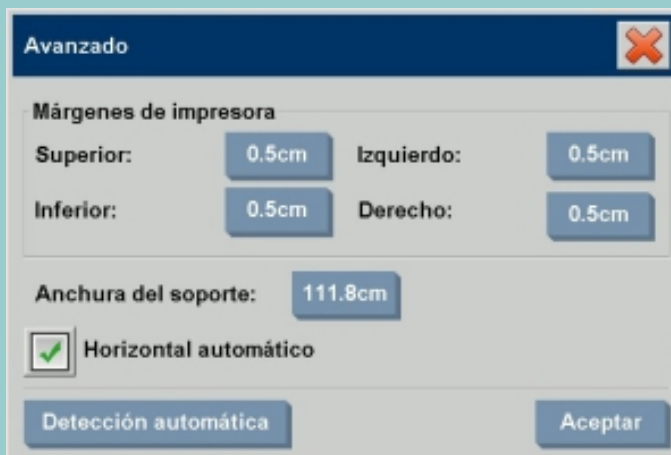 Avanzado
Márgenes de impresora
Superior: 0.5cm Izquierdo: 0.5cm
Inferior: 0.5cm Derecho: 0.5cm
Anchura del soporte: 111.8cm
Horizontal automático
Detección automática Aceptar